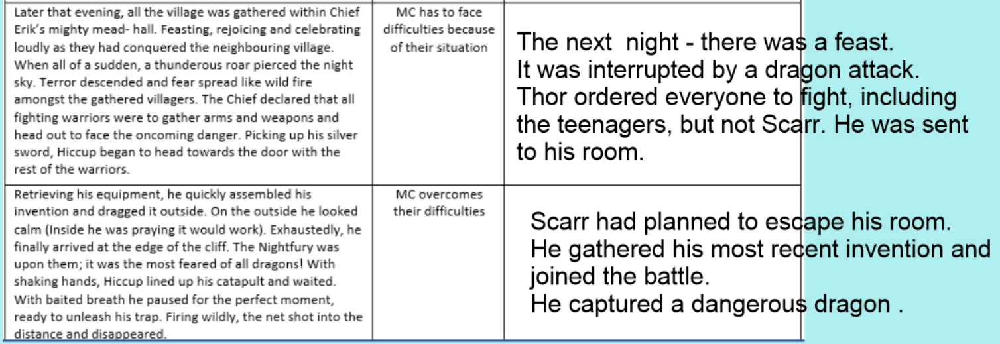 Later that evening, all the village was gathered within Chief
Erik's mighty mead- hall. Feasting, rejoicing and celebrating
loudly as they had conquered the neighbouring village.
When all of a sudden, a thunderous roar pierced the night
sky. Terror descended and fear spread like wild fire
amongst the gathered villagers. The Chief declared that all
fighting warriors were to gather arms and weapons and
head out to face the oncoming danger. Picking up his silver
sword, Hiccup began to head towards the door with the
rest of the warriors.
MC has to face
difficulties because
of their situation
The next night - there was a feast.
It was interrupted by a dragon attack.
Thor ordered everyone to fight, including
the teenagers, but not Scarr. He was sent
to his room.
Retrieving his equipment, he quickly assembled his
invention and dragged it outside. On the outside he looked
calm (Inside he was praying it would work). Exhaustedly, he
finally arrived at the edge of the cliff. The Nightfury was
upon them; it was the most feared of all dragons! With
shaking hands, Hiccup lined up his catapult and waited.
With baited breath he paused for the perfect moment,
ready to unleash his trap. Firing wildly, the net shot into the
distance and disappeared.
MC overcomes
their difficulties
Scarr had planned to escape his room.
He gathered his most recent invention and
joined the battle.
He captured a dangerous dragon .